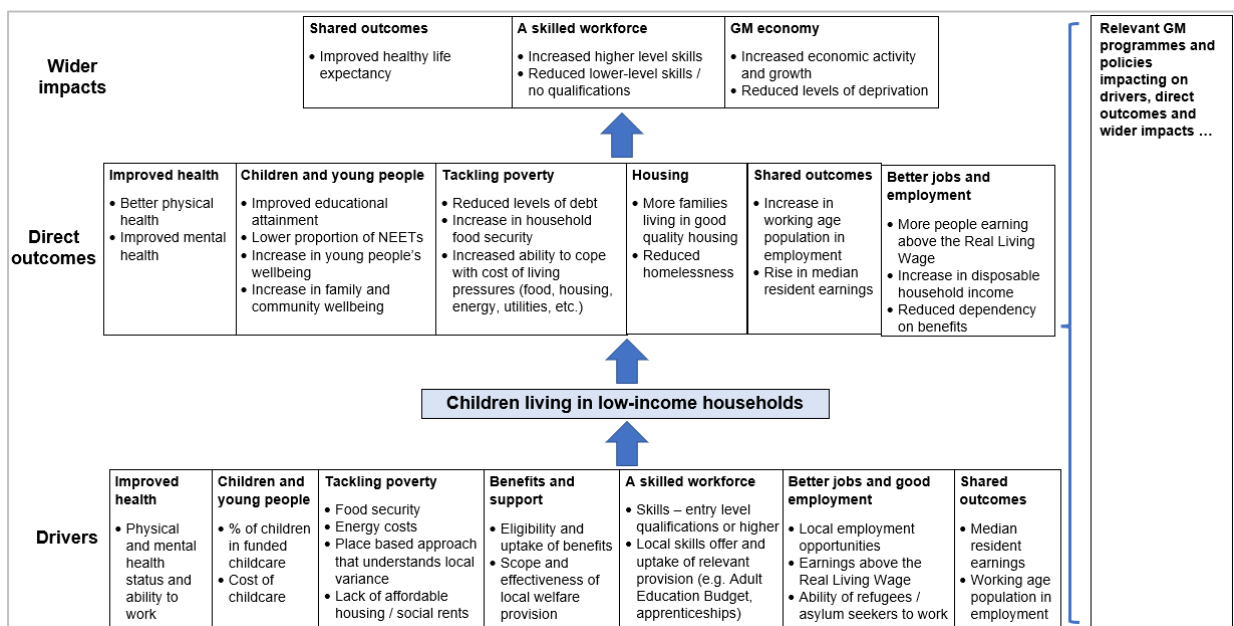 Wider
impacts
Shared outcomes
• Improved healthy life
expectancy
A skilled workforce
• Increased higher level skills
• Reduced lower-level skills /
no qualifications
GM economy
• Increased economic activity
and growth
• Reduced levels of deprivation
Relevant GM
programmes and
policies
impacting on
drivers, direct
outcomes and
wider impacts ...
Direct
outcomes
Improved health
• Better physical
health
• Improved mental
health
Children and young people
• Improved educational
attainment
• Lower proportion of NEETs
• Increase in young people's
wellbeing
• Increase in family and
community wellbeing
Tackling poverty
• Reduced levels of debt
• Increase in household
food security
• Increased ability to cope
with cost of living
pressures (food, housing,
energy, utilities, etc.)
Housing
• More families
living in good
quality housing
• Reduced
homelessness
Shared outcomes
• Increase in
working age
population in
employment
• Rise in median
resident earnings
Better jobs and
employment
• More people earning
above the Real Living
Wage
• Increase in disposable
household income
• Reduced dependency
on benefits
Children living in low-income households
Drivers
Improved
health
• Physical
and mental
health
status and
ability to
work
Children and
young people
• % of children
in funded
childcare
• Cost of
childcare
Tackling poverty
• Food security
• Energy costs
• Place based approach
that understands local
variance
• Lack of affordable
housing / social rents
Benefits and
support
• Eligibility and
uptake of benefits
• Scope and
effectiveness of
local welfare
provision
A skilled workforce
• Skills – entry level
qualifications or higher
• Local skills offer and
uptake of relevant
provision (e.g. Adult
Education Budget,
apprenticeships)
Better jobs and good
employment
• Local employment
opportunities
• Earnings above the
Real Living Wage
• Ability of refugees /
asylum seekers to work
Shared
outcomes
• Median
resident
earnings
• Working age
population in
employment